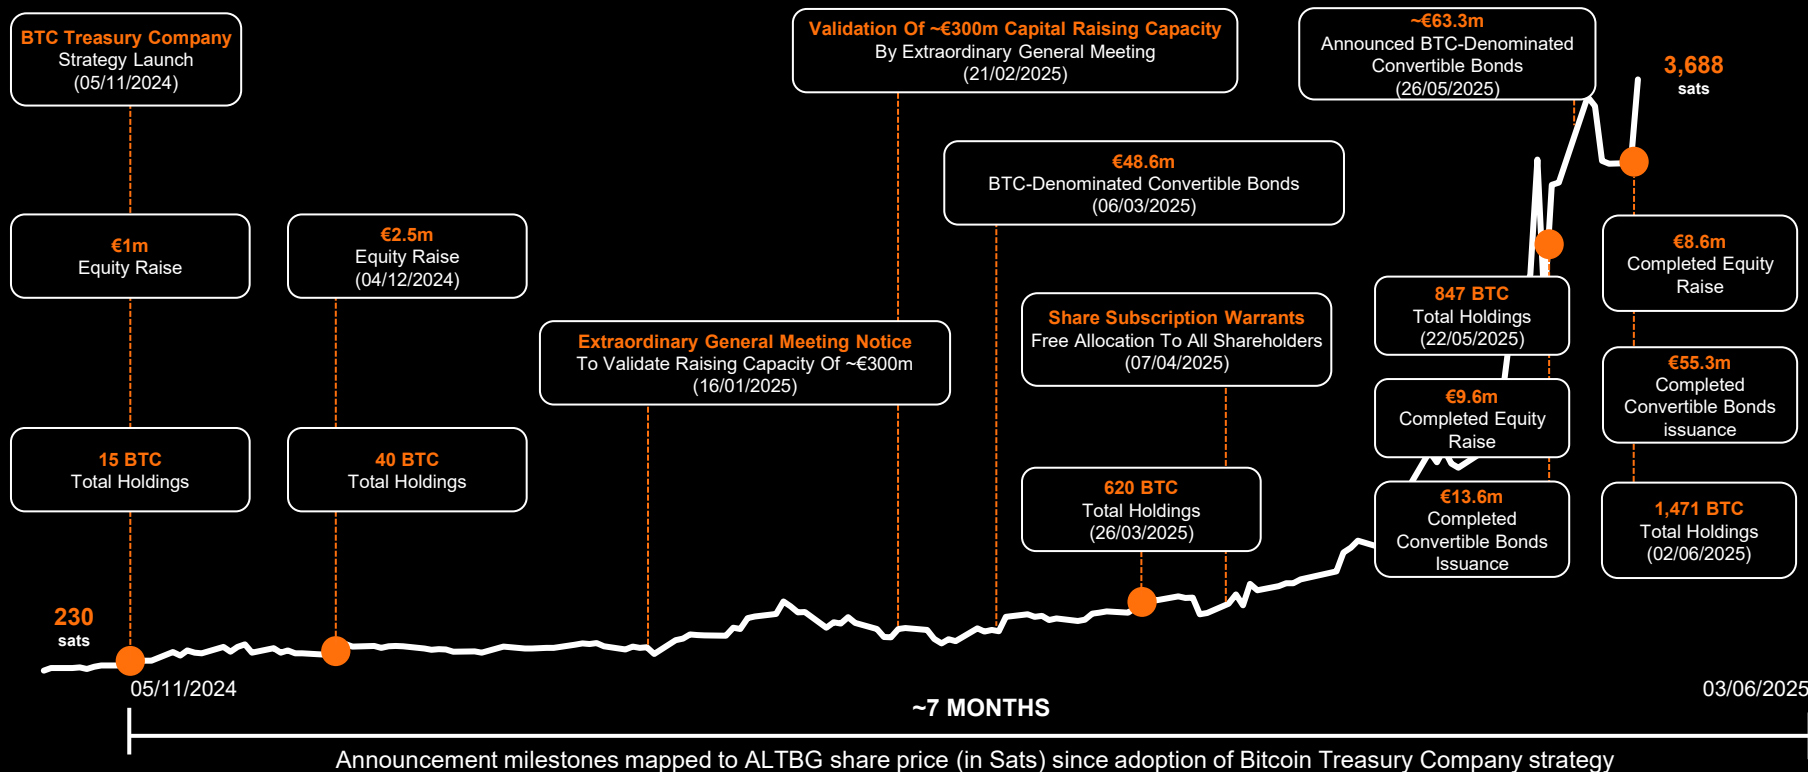 BTC Treasury Company
Strategy Launch
(05/11/2024)
€1m
Equity Raise
15 BTC
Total Holdings
€2.5m
Equity Raise
(04/12/2024)
40 BTC
Total Holdings
Extraordinary General Meeting Notice
To Validate Raising Capacity Of ~€300m
(16/01/2025)
Validation Of ~€300m Capital Raising Capacity
By Extraordinary General Meeting
(21/02/2025)
€48.6m
BTC-Denominated Convertible Bonds
(06/03/2025)
Share Subscription Warrants
Free Allocation To All Shareholders
(07/04/2025)
620 BTC
Total Holdings
(26/03/2025)
~€63.3m
Announced BTC-Denominated
Convertible Bonds
(26/05/2025)
847 BTC
Total Holdings
(22/05/2025)
€9.6m
Completed Equity
Raise
€13.6m
Completed
Convertible Bonds
Issuance
3,688
sats
€8.6m
Completed Equity
Raise
€55.3m
Completed
Convertible Bonds
issuance
1,471 BTC
Total Holdings
(02/06/2025)
230
sats
05/11/2024
03/06/2025
~7 MONTHS
Announcement milestones mapped to ALTBG share price (in Sats) since adoption of Bitcoin Treasury Company strategy